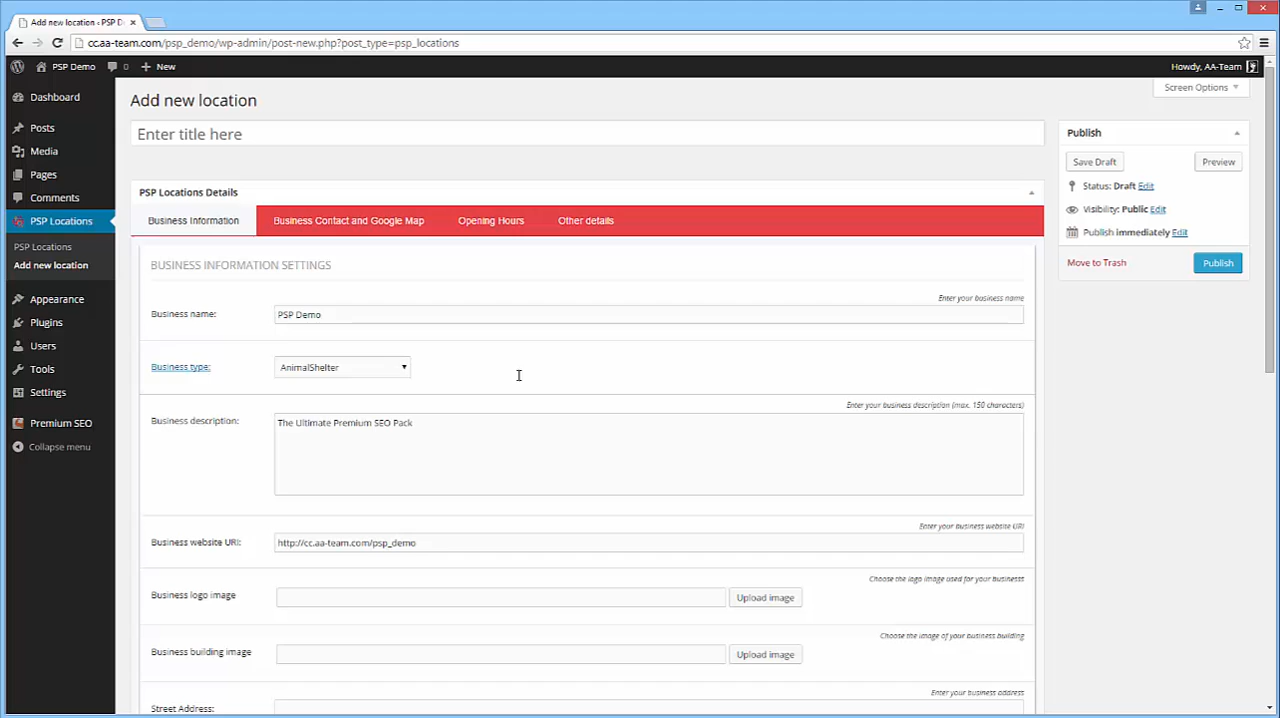 Add new location ‹ PSP D
cc.aa-team.com/psp_demo/wp-admin/post-new.php?post_type=psp_locations
PSP Demo 0 New Howdy, AA-Team
Screen Options
Dashboard
Posts
Media
Pages
Comments
PSP Locations
PSP Locations
Add new location
Appearance
Plugins
Users
Tools
Settings
Premium SEO
Collapse menu
Add new location
Enter title here
PSP Locations Details
Business Information Business Contact and Google Map Opening Hours Other details
BUSINESS INFORMATION SETTINGS
Enter your business name
Business name: PSP Demo
Business type: AnimalShelter
Enter your business description (max. 150 characters)
Business description: The Ultimate Premium SEO Pack
Enter your business website URI
Business website URI: http://cc.aa-team.com/psp_demo
Choose the logo image used for your businesss
Business logo image Upload image
Choose the image of your business building
Business building image Upload image
Enter your business address
Street Address:
Publish
Save Draft Preview
Status: Draft Edit
Visibility: Public Edit
Publish immediately Edit
Move to Trash Publish